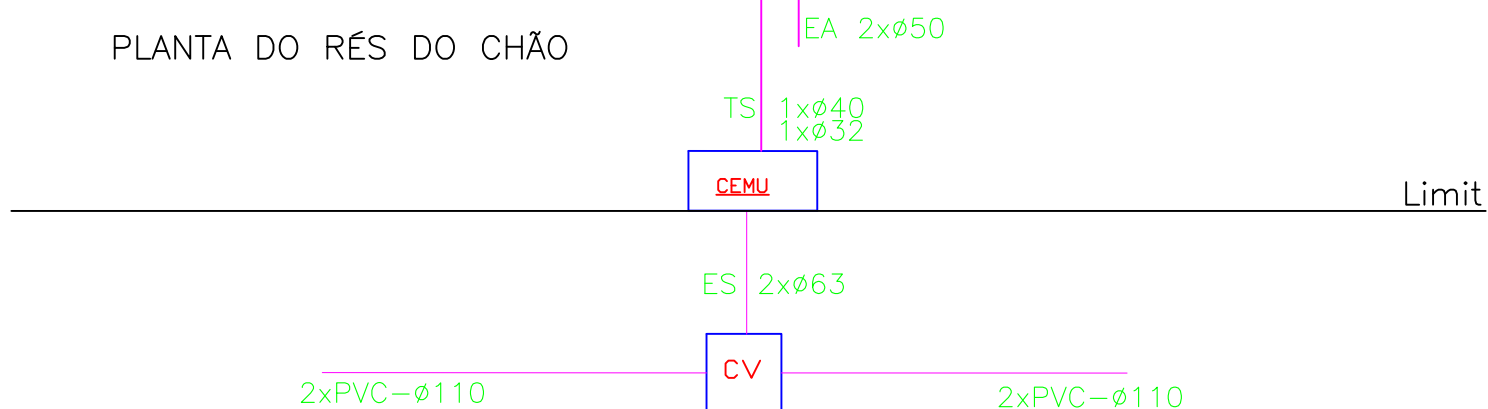 EA 2xø50
PLANTA DO RÉS DO CHÃO
TS 1xø40
1xø32
CEMU
Limit
ES 2xø63
CV
2xPVC-ø110
2xPVC-ø110